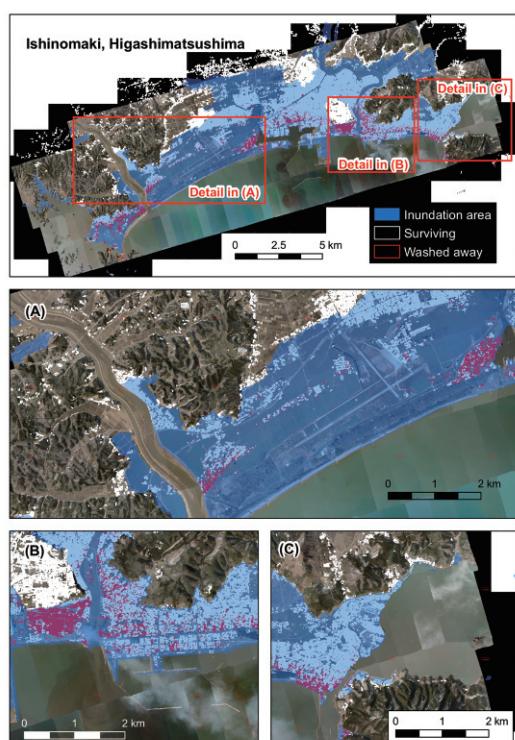 Ishinomaki, Higashimatsushima
Detail in (C)
Detail in (B)
Detail in (A)
Inundation area
Surviving
Washed away
0 2.5 5 km
(A)
0 1 2 km
(B)
0 1 2 km
(C)
0 1 2 km